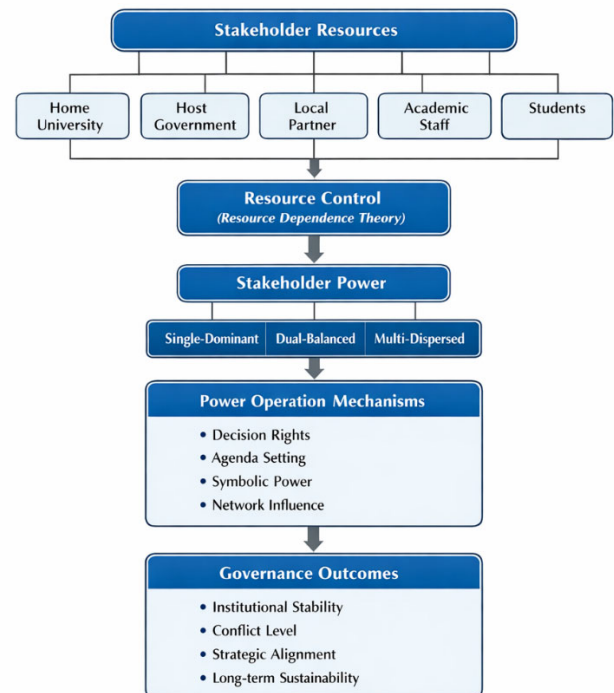 Stakeholder Resources
Home
University
Host
Government
Local
Partner
Academic
Staff
Students
Resource Control
(Resource Dependence Theory)
Stakeholder Power
Single-Dominant
Dual-Balanced
Multi-Dispersed
Power Operation Mechanisms
• Decision Rights
• Agenda Setting
• Symbolic Power
• Network Influence
Governance Outcomes
• Institutional Stability
• Conflict Level
• Strategic Alignment
• Long-term Sustainability